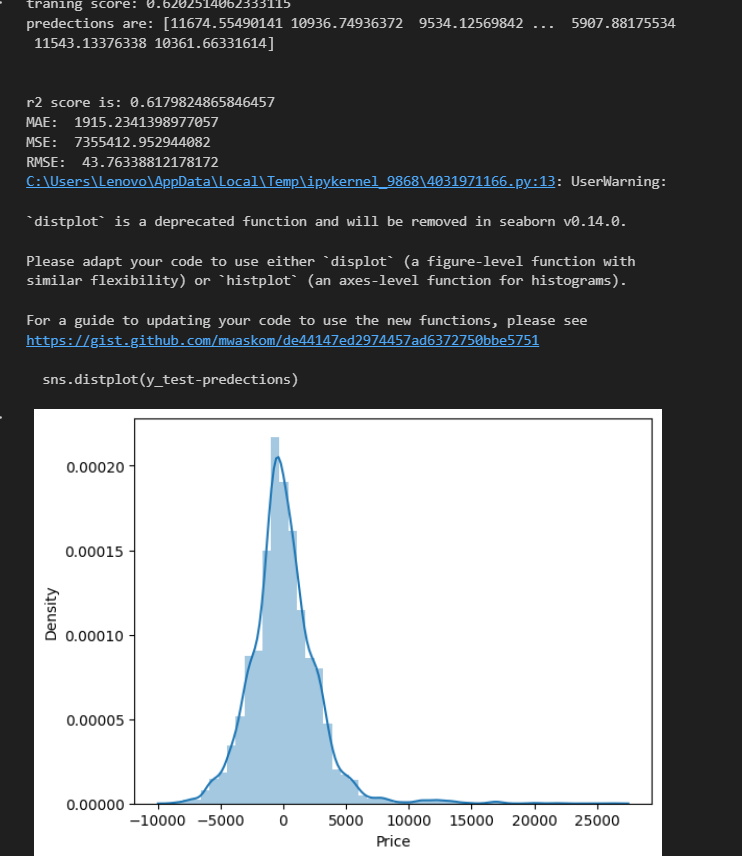 traning score: 0.6202514062333115
predections are: [11674.55490141 10936.74936372  9534.12569842 ...  5907.88175534
 11543.13376338 10361.66331614]
r2 score is: 0.6179824865846457
MAE:  1915.2341398977057
MSE:  7355412.952944082
RMSE:  43.76338812178172
C:\Users\Lenovo\AppData\Local\Temp\ipykernel_9868\4031971166.py:13: UserWarning:
`distplot` is a deprecated function and will be removed in seaborn v0.14.0.
Please adapt your code to use either `displot` (a figure-level function with
similar flexibility) or `histplot` (an axes-level function for histograms).
For a guide to updating your code to use the new functions, please see
https://gist.github.com/mwaskom/de44147ed2974457ad6372750bbe5751
  sns.distplot(y_test-predections)
0.00020
0.00015
0.00010
0.00005
0.00000
Density
−10000 −5000 0 5000 10000 15000 20000 25000
Price